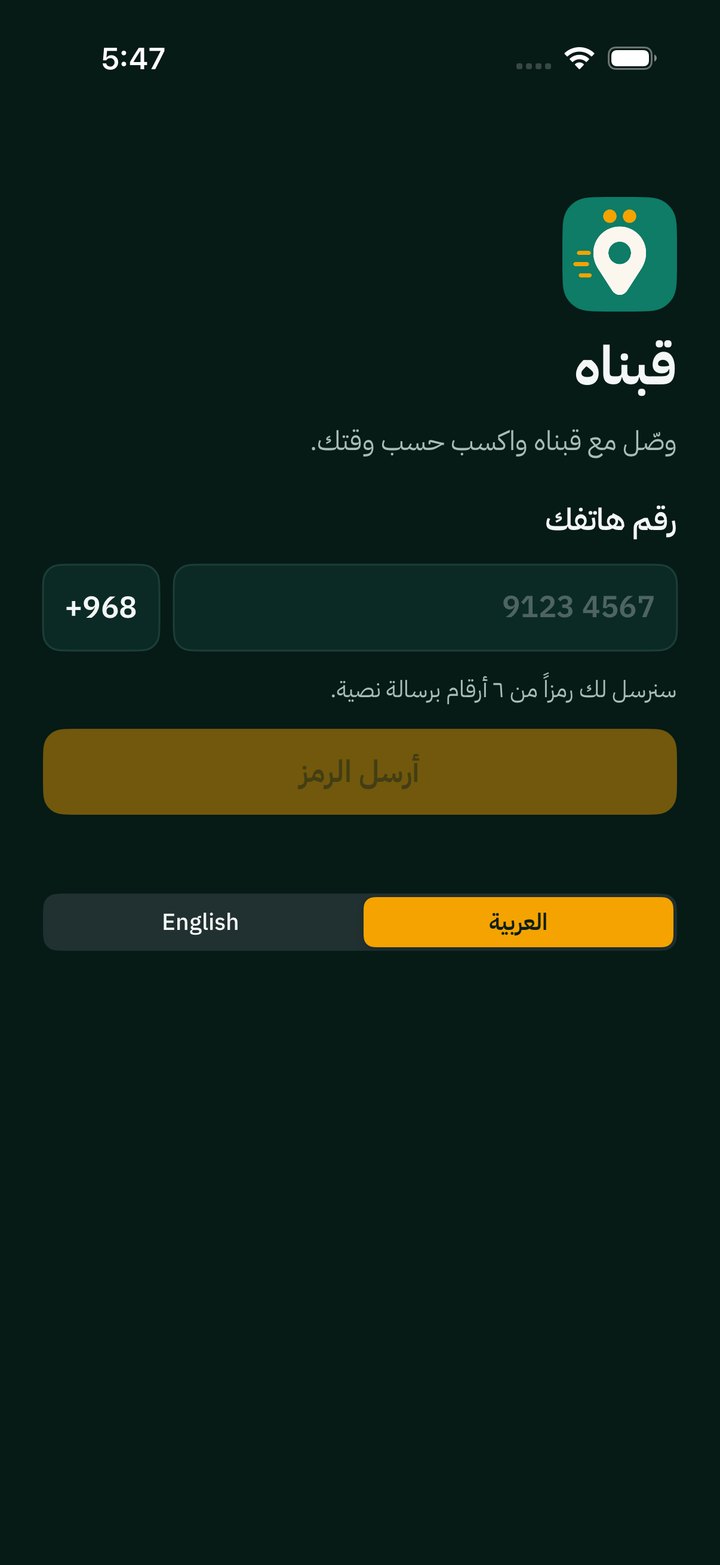 5:47
قبناه
وصّل مع قبناه واكسب حسب وقتك.
رقم هاتفك
+968 9123 4567
سنرسل لك رمزاً من ٦ أرقام برسالة نصية.
أرسل الرمز
العربية English